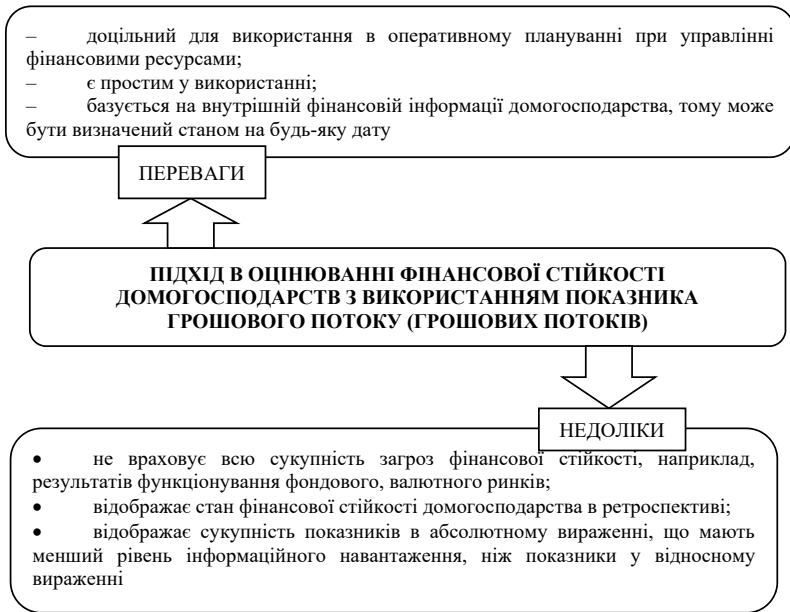 – доцільний для використання в оперативному плануванні при управлінні
фінансовими ресурсами;
– є простим у використанні;
– базується на внутрішній фінансовій інформації домогосподарства, тому може
бути визначений станом на будь-яку дату
ПЕРЕВАГИ
ПІДХІД В ОЦІНЮВАННІ ФІНАНСОВОЇ СТІЙКОСТІ
ДОМОГОСПОДАРСТВ З ВИКОРИСТАННЯМ ПОКАЗНИКА
ГРОШОВОГО ПОТОКУ (ГРОШОВИХ ПОТОКІВ)
НЕДОЛІКИ
• не враховує всю сукупність загроз фінансової стійкості, наприклад,
результатів функціонування фондового, валютного ринків;
• відображає стан фінансової стійкості домогосподарства в ретроспективі;
• відображає сукупність показників в абсолютному вираженні, що мають
менший рівень інформаційного навантаження, ніж показники у відносному
вираженні